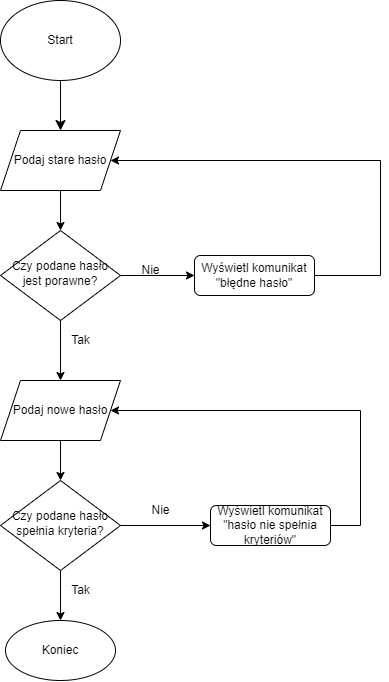 Start
Podaj stare hasło
Czy podane hasło
jest porawne?
Nie
Wyświetl komunikat
"błędne hasło"
Tak
Podaj nowe hasło
Czy podane hasło
spełnia kryteria?
Nie
Wyświetl komunikat
"hasło nie spełnia
kryteriów"
Tak
Koniec